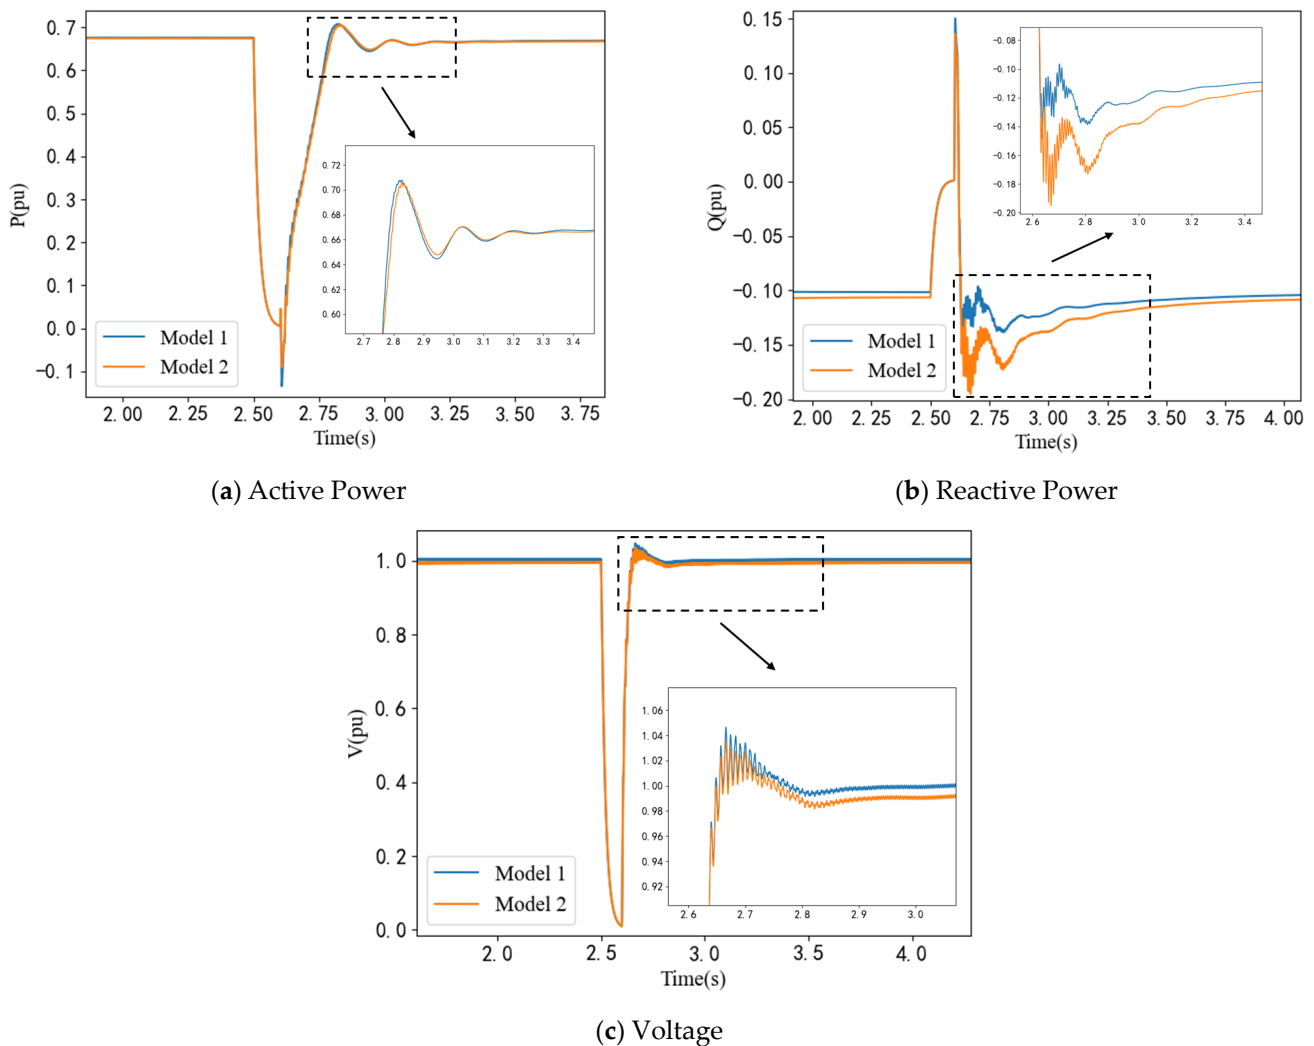 0.7
0.6
0.5
0.4
0.3
0.2
0.1
0.0
−0.1
P(pu)
2.00 2.25 2.50 2.75 3.00 3.25 3.50 3.75
Time(s)
Model 1
Model 2
0.72
0.70
0.68
0.66
0.64
0.62
0.60
2.7 2.8 2.9 3.0 3.1 3.2 3.3 3.4
(a) Active Power
0.15
0.10
0.05
0.00
−0.05
−0.10
−0.15
−0.20
Q(pu)
2.00 2.25 2.50 2.75 3.00 3.25 3.50 3.75 4.00
Time(s)
Model 1
Model 2
−0.08
−0.10
−0.12
−0.14
−0.16
−0.18
−0.20
2.6 2.8 3.0 3.2 3.4
(b) Reactive Power
1.0
0.8
0.6
0.4
0.2
0.0
V(pu)
2.0 2.5 3.0 3.5 4.0
Time(s)
Model 1
Model 2
1.06
1.04
1.02
1.00
0.98
0.96
0.94
0.92
2.6 2.7 2.8 2.9 3.0
(c) Voltage